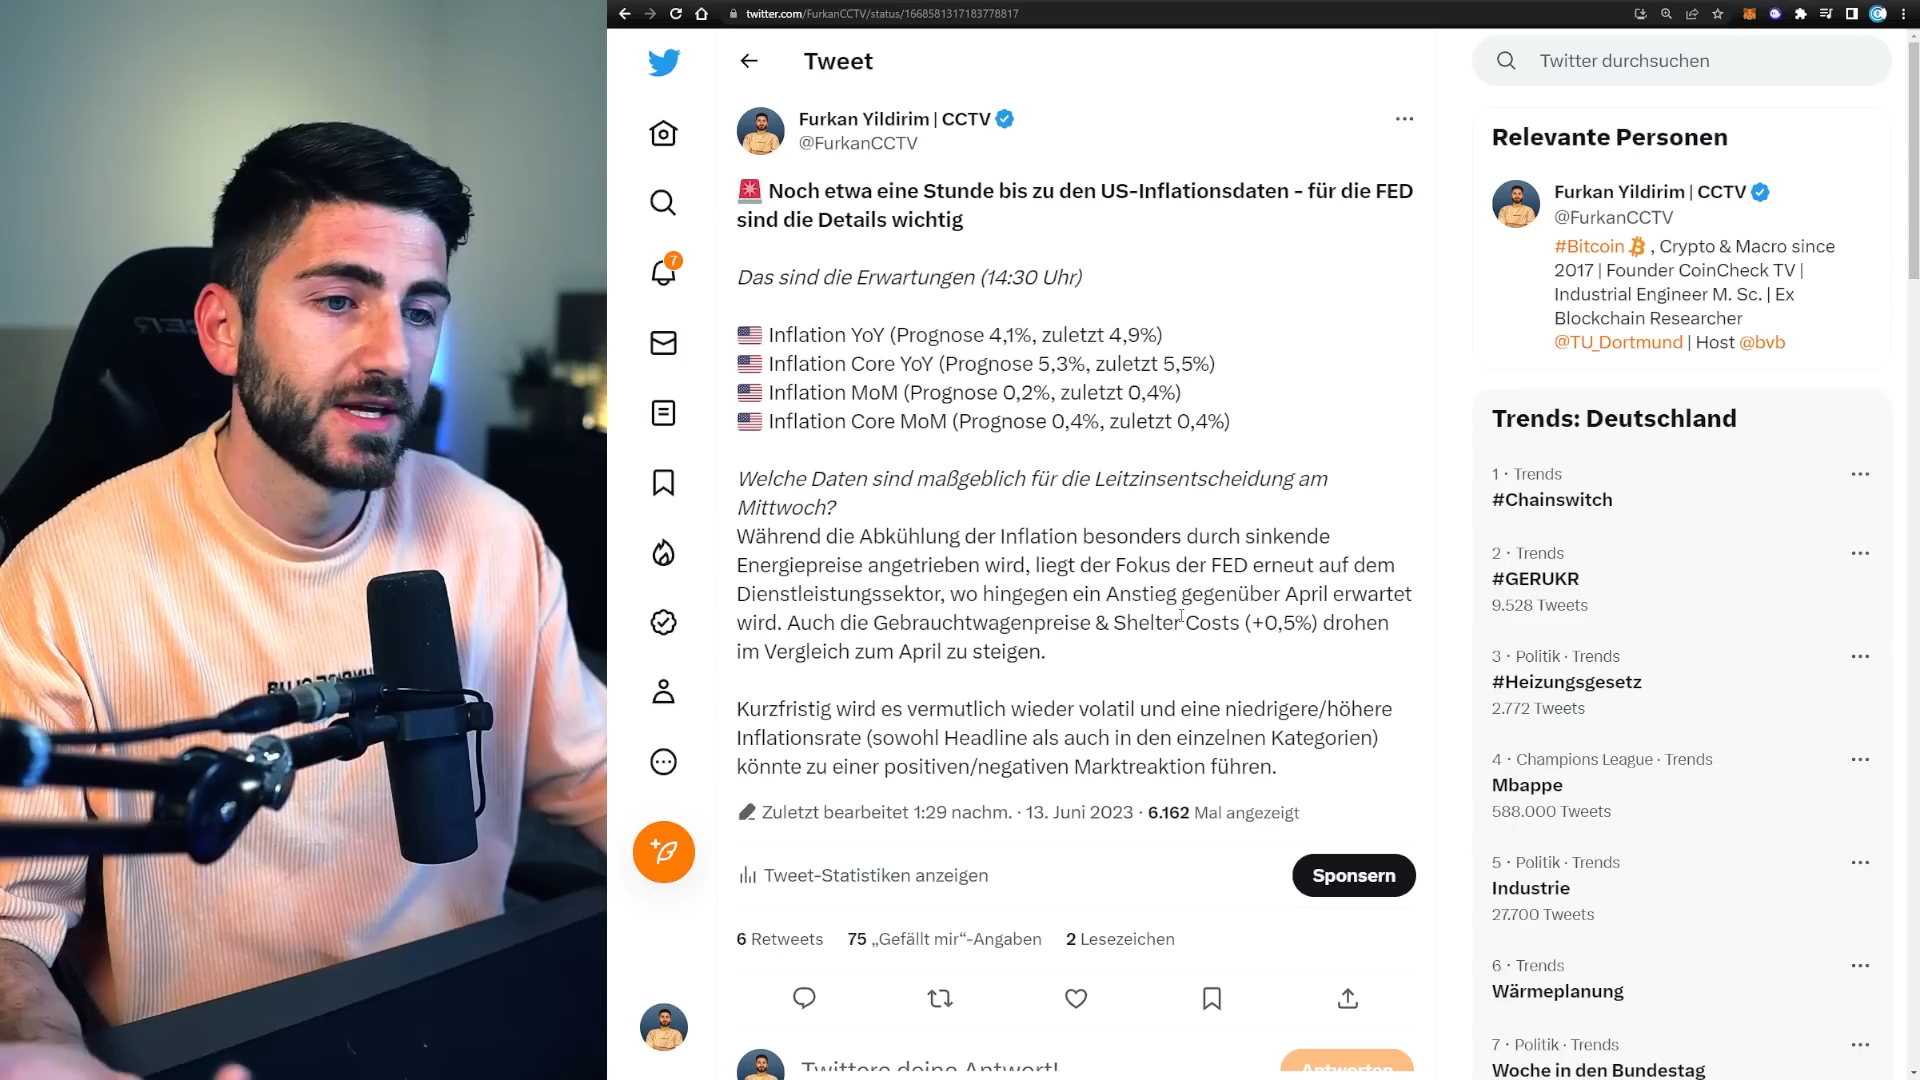 twitter.com/FurkanCCTV/status/1668581317183778817
Tweet
Twitter durchsuchen
Furkan Yildirim | CCTV
@FurkanCCTV
🚨 Noch etwa eine Stunde bis zu den US-Inflationsdaten - für die FED
sind die Details wichtig
Das sind die Erwartungen (14:30 Uhr)
🇺🇸 Inflation YoY (Prognose 4,1%, zuletzt 4,9%)
🇺🇸 Inflation Core YoY (Prognose 5,3%, zuletzt 5,5%)
🇺🇸 Inflation MoM (Prognose 0,2%, zuletzt 0,4%)
🇺🇸 Inflation Core MoM (Prognose 0,4%, zuletzt 0,4%)
Welche Daten sind maßgeblich für die Leitzinsentscheidung am
Mittwoch?
Während die Abkühlung der Inflation besonders durch sinkende
Energiepreise angetrieben wird, liegt der Fokus der FED erneut auf dem
Dienstleistungssektor, wo hingegen ein Anstieg gegenüber April erwartet
wird. Auch die Gebrauchtwagenpreise & Shelter Costs (+0,5%) drohen
im Vergleich zum April zu steigen.
Kurzfristig wird es vermutlich wieder volatil und eine niedrigere/höhere
Inflationsrate (sowohl Headline als auch in den einzelnen Kategorien)
könnte zu einer positiven/negativen Marktreaktion führen.
Zuletzt bearbeitet 1:29 nachm. · 13. Juni 2023 · 6.162 Mal angezeigt
Tweet-Statistiken anzeigen
Sponsern
6 Retweets 75 „Gefällt mir“-Angaben 2 Lesezeichen
Twittere deine Antwort!
Antworten
7
Relevante Personen
Furkan Yildirim | CCTV
@FurkanCCTV
#Bitcoin , Crypto & Macro since
2017 | Founder CoinCheck TV |
Industrial Engineer M. Sc. | Ex
Blockchain Researcher
@TU_Dortmund | Host @bvb
Trends: Deutschland
1 · Trends
#Chainswitch
2 · Trends
#GERUKR
9.528 Tweets
3 · Politik · Trends
#Heizungsgesetz
2.772 Tweets
4 · Champions League · Trends
Mbappe
588.000 Tweets
5 · Politik · Trends
Industrie
27.700 Tweets
6 · Trends
Wärmeplanung
7 · Politik · Trends
Woche in den Bundestag